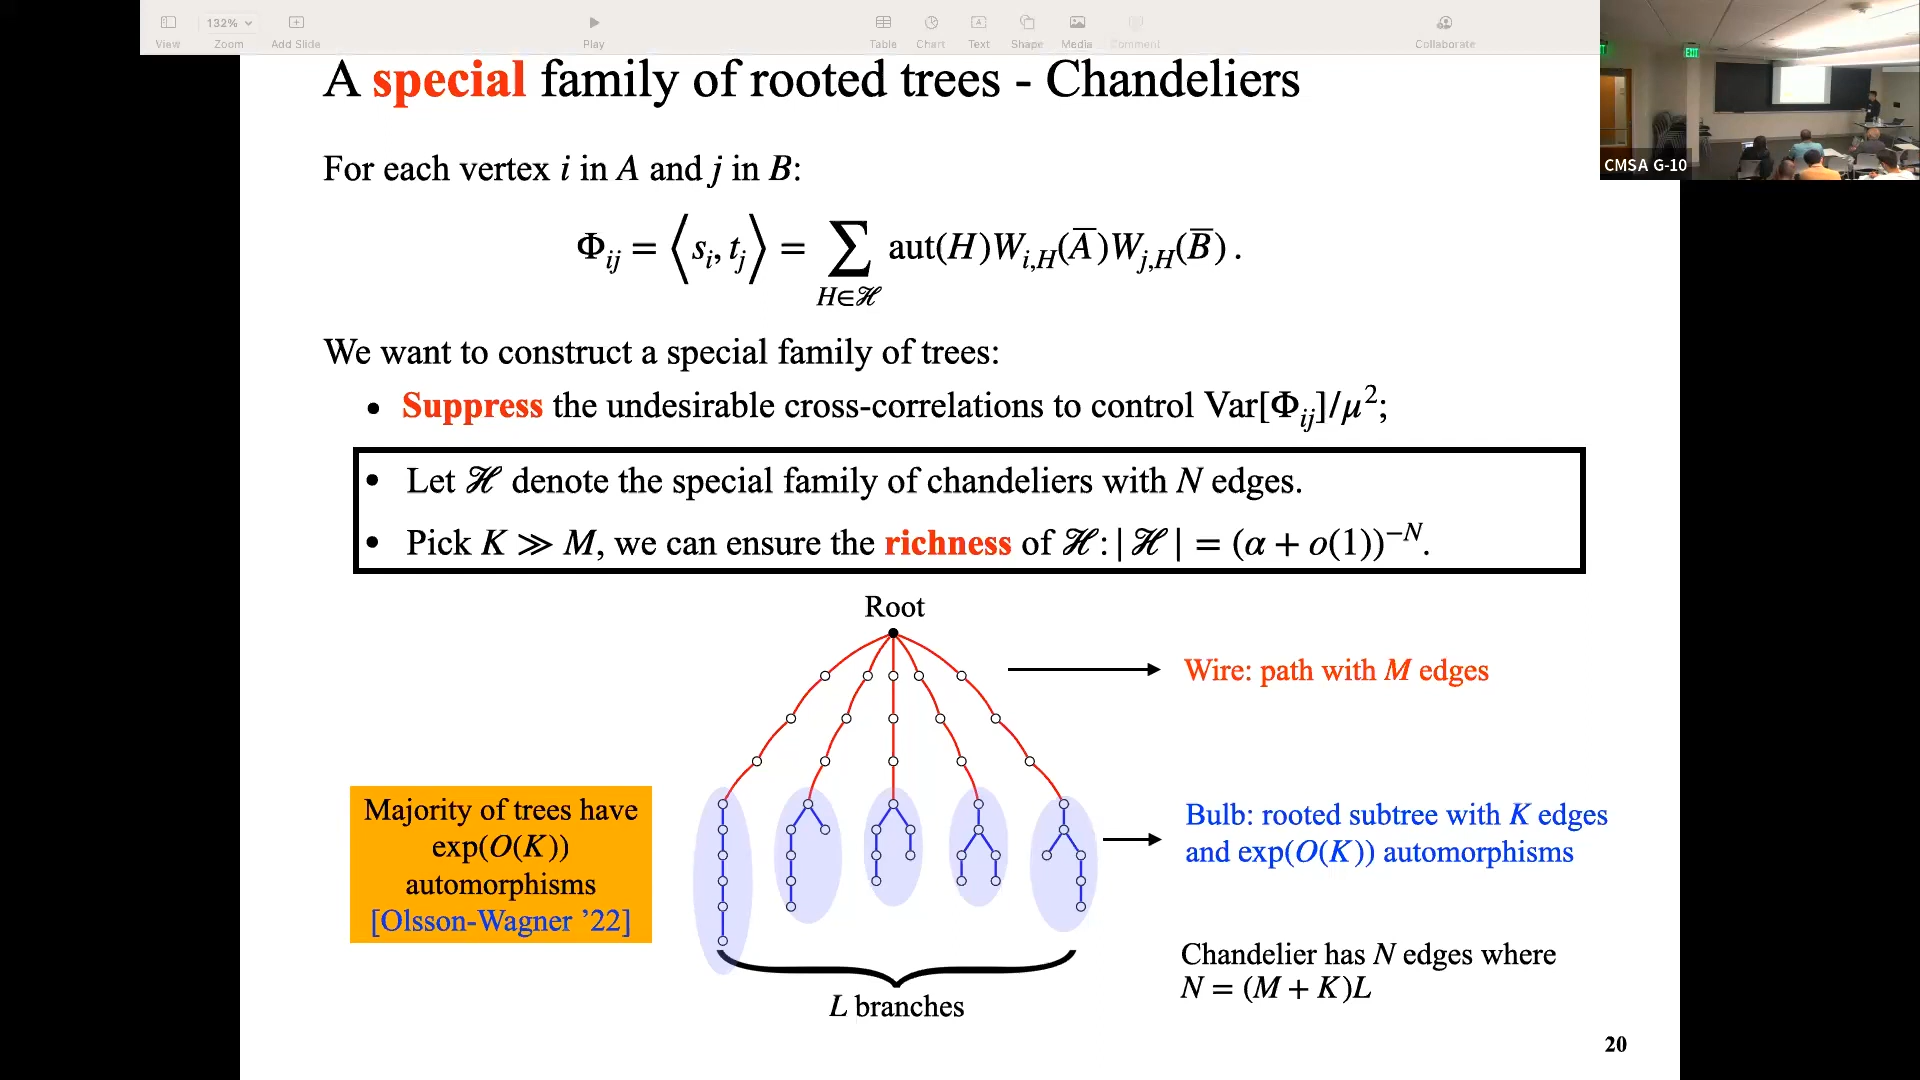 View
132%
Zoom
Add Slide
Play
Table
Chart
Text
Shape
Media
Comment
Collaborate
EXIT
CMSA G-10
A special family of rooted trees - Chandeliers
For each vertex i in A and j in B:
Φ_ij = ⟨s_i, t_j⟩ = ∑_{H∈ℋ} aut(H)W_{i,H}(A̅)W_{j,H}(B̅).
We want to construct a special family of trees:
• Suppress the undesirable cross-correlations to control Var[Φ_ij]/μ²;
• Let ℋ denote the special family of chandeliers with N edges.
• Pick K ≫ M, we can ensure the richness of ℋ: |ℋ| = (α + o(1))^{−N}.
Root
Wire: path with M edges
Majority of trees have
exp(O(K))
automorphisms
[Olsson-Wagner ’22]
Bulb: rooted subtree with K edges
and exp(O(K)) automorphisms
Chandelier has N edges where
N = (M + K)L
L branches
20